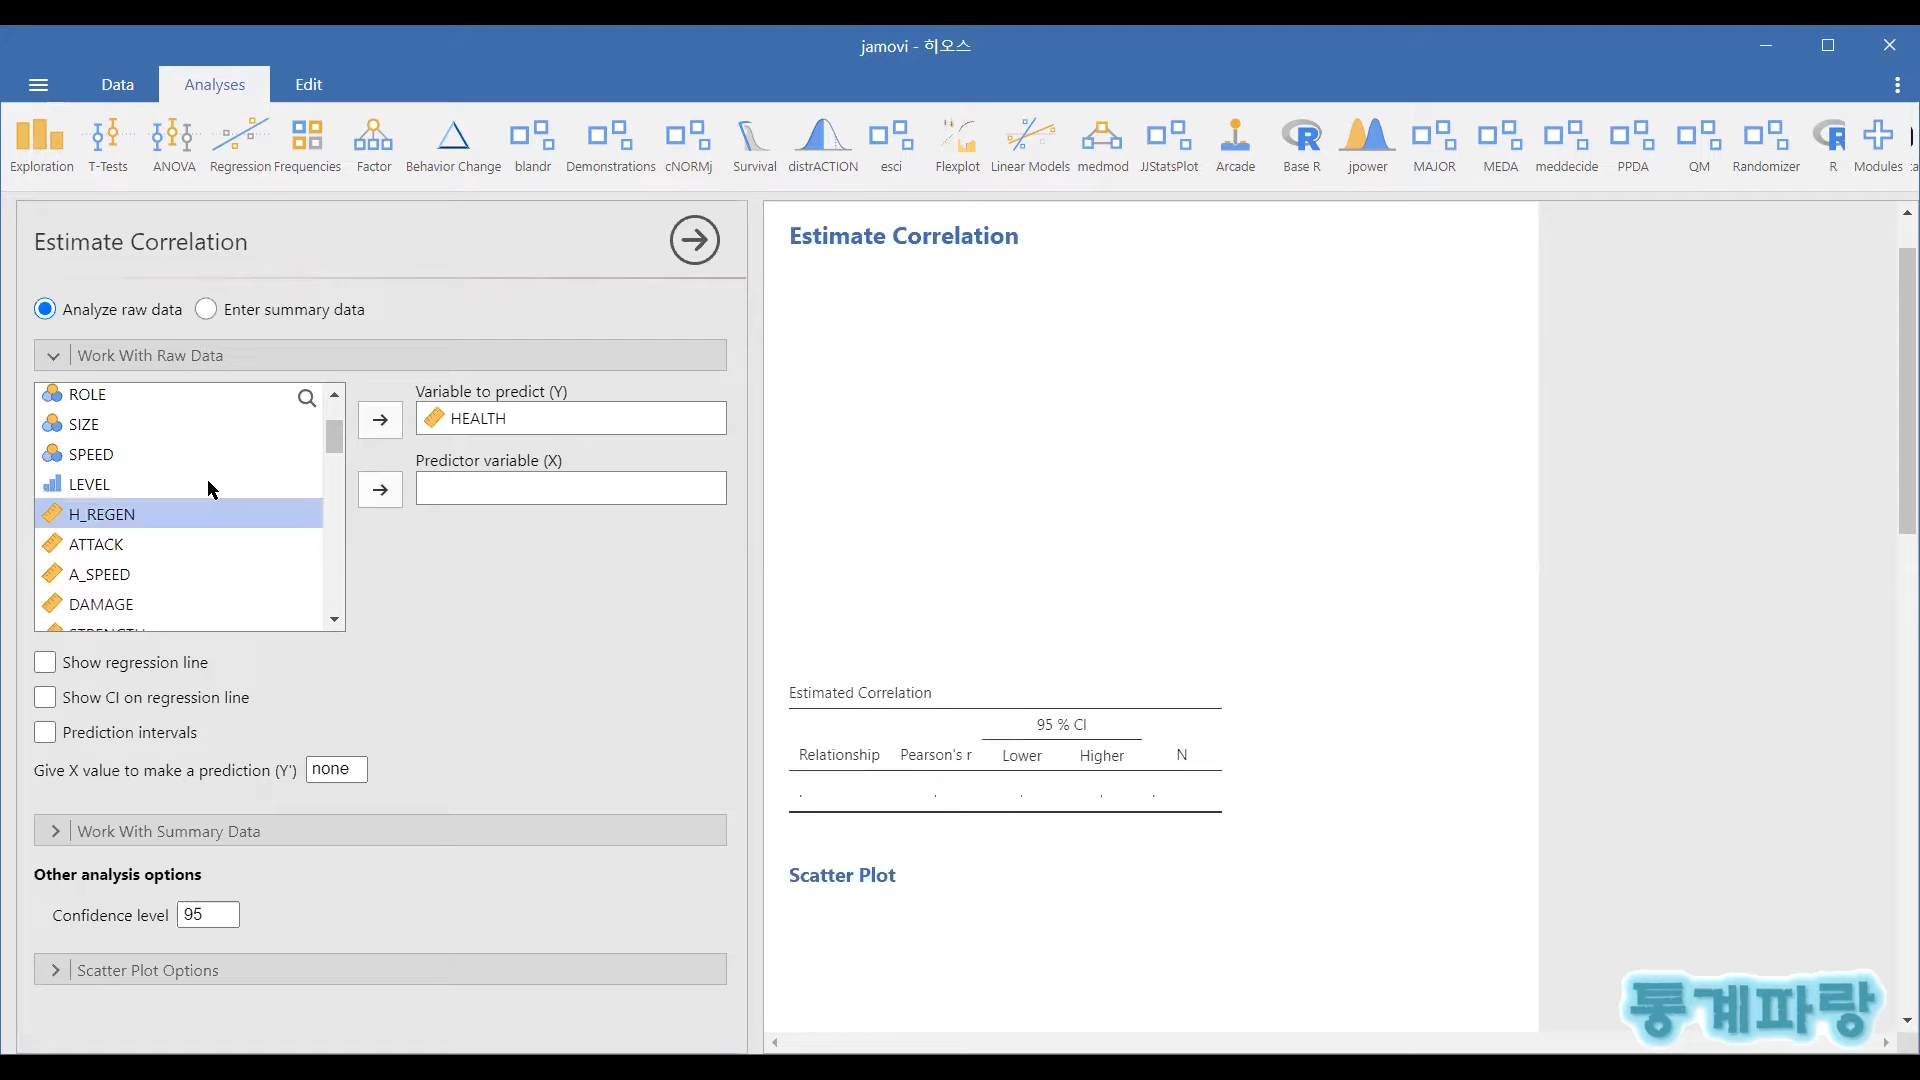 jamovi - 히오스
Data Analyses Edit
Exploration T-Tests ANOVA Regression Frequencies Factor Behavior Change blandr Demonstrations cNORMj Survival distrACTION esci Flexplot Linear Models medmod JJStatsPlot Arcade Base R jpower MAJOR MEDA meddecide PPDA QM Randomizer R Modules
Estimate Correlation
Analyze raw data Enter summary data
Work With Raw Data
ROLE
SIZE
SPEED
LEVEL
H_REGEN
ATTACK
A_SPEED
DAMAGE
Variable to predict (Y)
HEALTH
Predictor variable (X)
Show regression line
Show CI on regression line
Prediction intervals
Give X value to make a prediction (Y') none
Work With Summary Data
Other analysis options
Confidence level 95
Scatter Plot Options
Estimate Correlation
Estimated Correlation
95 % CI
Relationship Pearson's r Lower Higher N
. . . . .
Scatter Plot
통계파랑